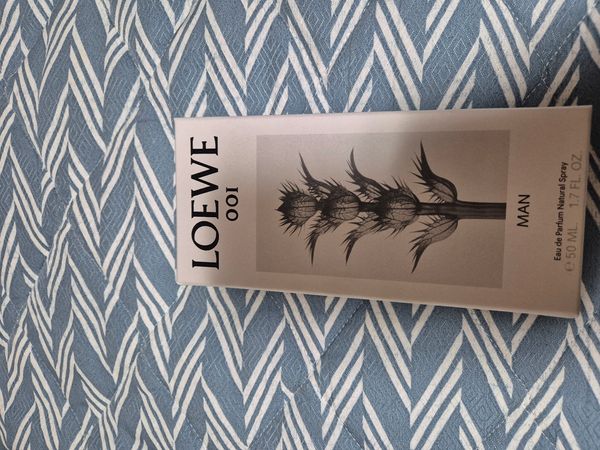 LOEWE
001
MAN
Eau de Parfum Natural Spray
℮ 50 ML 1.7 FL. OZ.